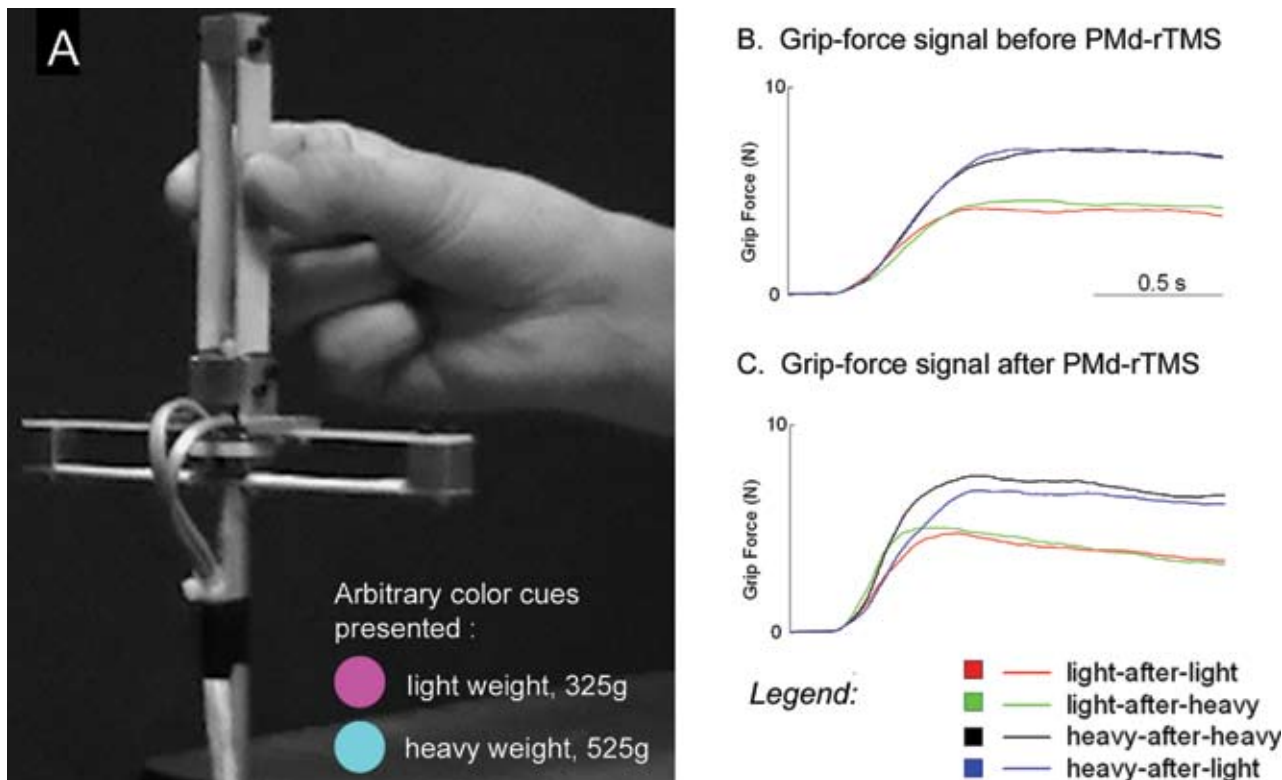 A
Arbitrary color cues
presented :
light weight, 325g
heavy weight, 525g
B. Grip-force signal before PMd-rTMS
10
Grip Force (N)
0
0.5 s
C. Grip-force signal after PMd-rTMS
10
Grip Force (N)
0
Legend:
light-after-light
light-after-heavy
heavy-after-heavy
heavy-after-light